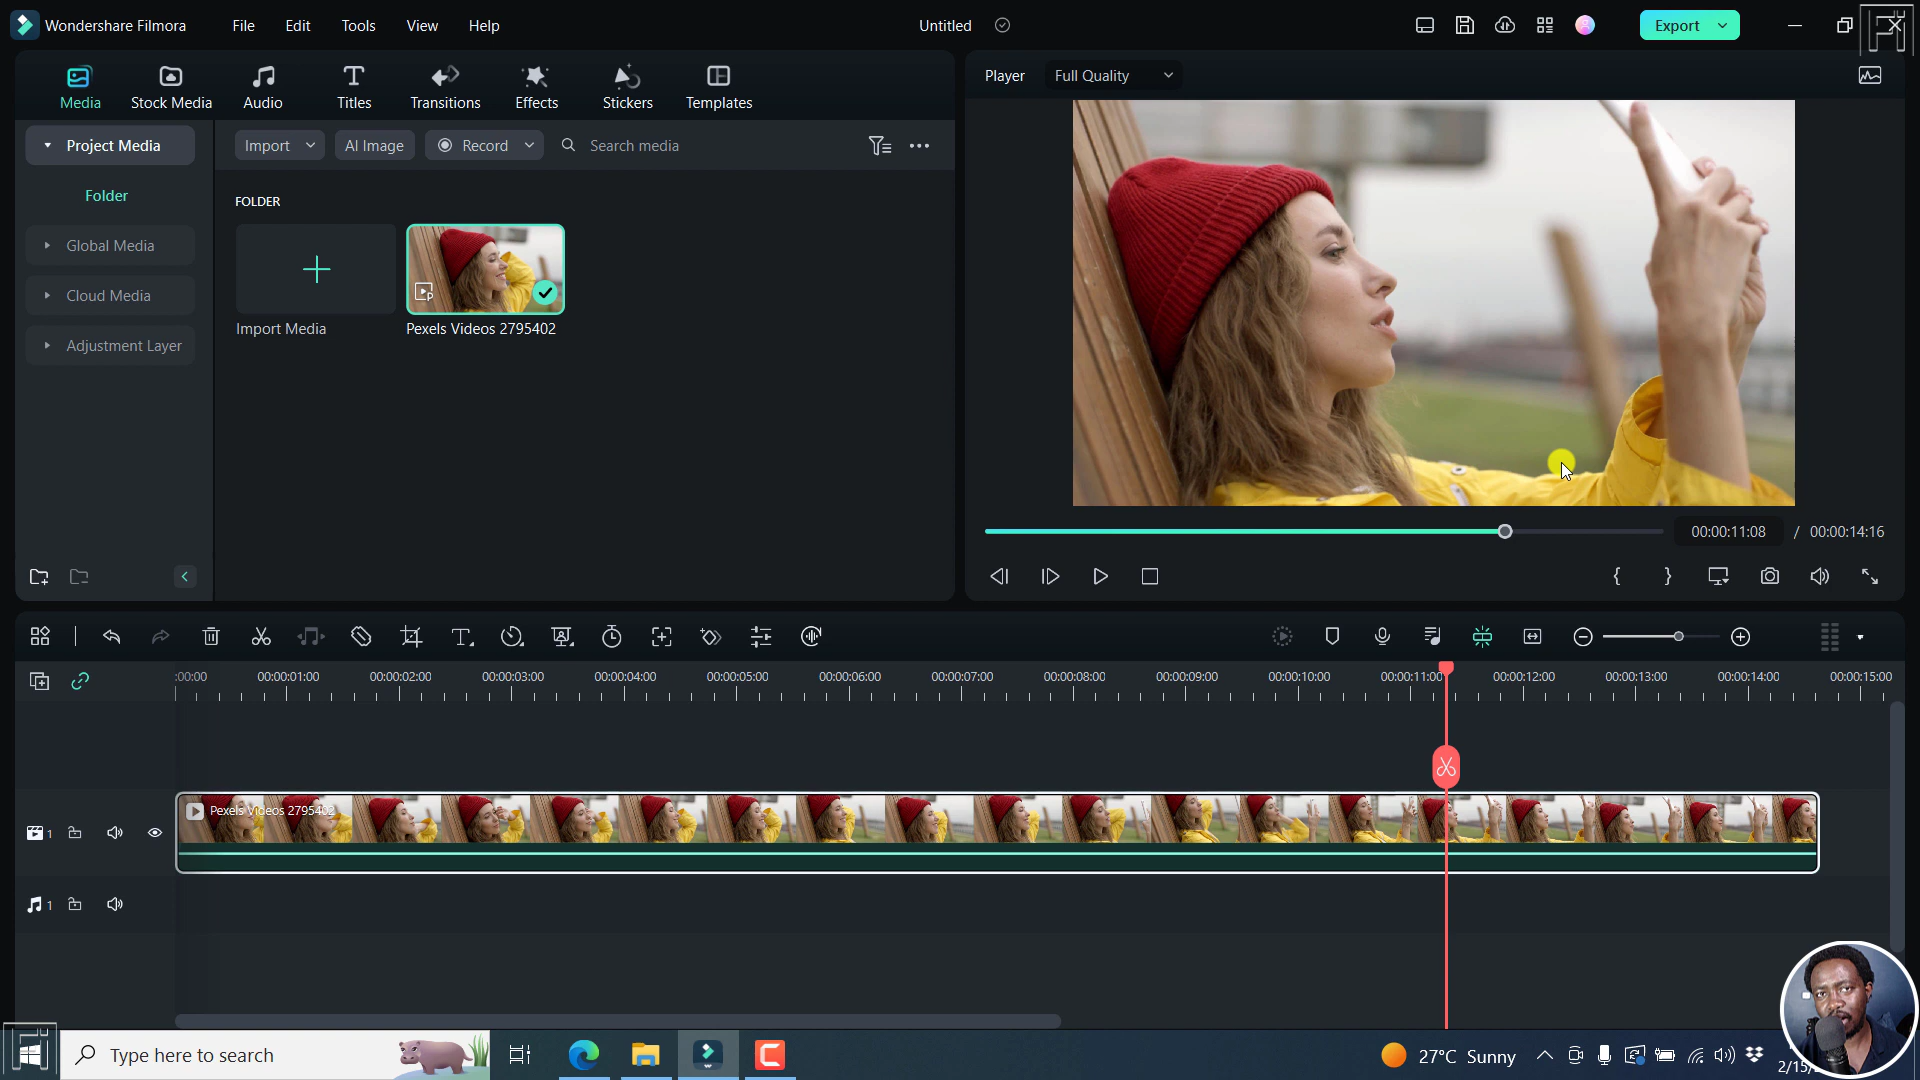 Wondershare Filmora File Edit Tools View Help Untitled Export
Media Stock Media Audio Titles Transitions Effects Stickers Templates
Player Full Quality
Project Media Import AI Image Record Search media
Folder
FOLDER
Global Media
Cloud Media
Import Media Pexels Videos 2795402
Adjustment Layer
00:00:11:08 / 00:00:14:16
:00:00 00:00:01:00 00:00:02:00 00:00:03:00 00:00:04:00 00:00:05:00 00:00:06:00 00:00:07:00 00:00:08:00 00:00:09:00 00:00:10:00 00:00:11:00 00:00:12:00 00:00:13:00 00:00:14:00 00:00:15:00
Pexels Videos 2795402
1
1
Type here to search 27°C Sunny
2/15/